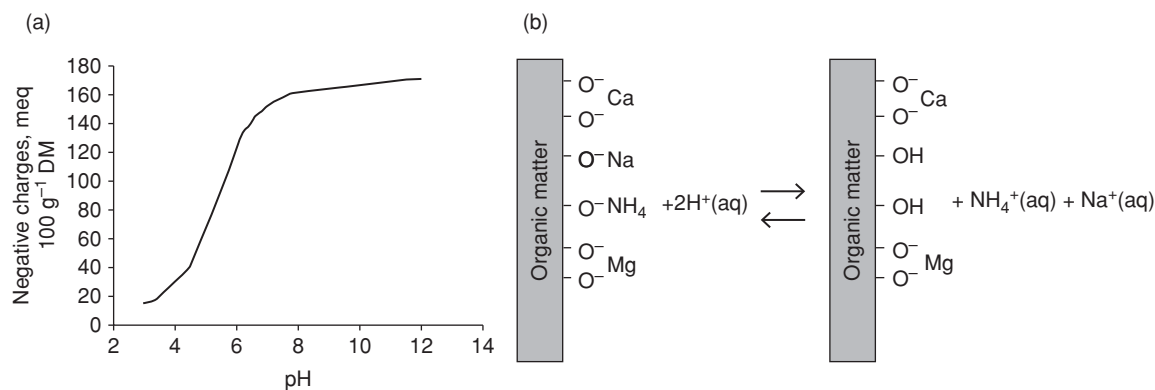 (a)
180
160
140
120
100
80
60
40
20
0
2 4 6 8 10 12 14
pH
Negative charges, meq
100 g⁻¹ DM
(b)
Organic matter
O⁻
Ca
O⁻
O⁻ Na
O⁻ NH₄ +2H⁺(aq)
O⁻
Mg
O⁻
Organic matter
O⁻
Ca
O⁻
OH
OH + NH₄⁺(aq) + Na⁺(aq)
O⁻
Mg
O⁻